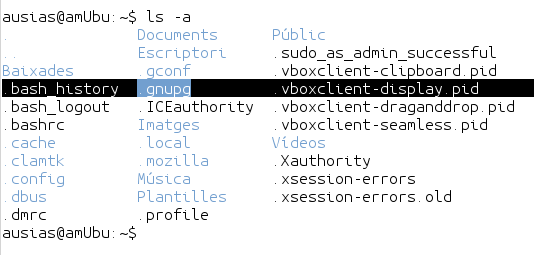 ausias@amUbu:~$ ls -a
. Documents Públic
.. Escriptori .sudo_as_admin_successful
Baixades .gconf .vboxclient-clipboard.pid
.bash_history .gnupg .vboxclient-display.pid
.bash_logout .ICEauthority .vboxclient-draganddrop.pid
.bashrc Imatges .vboxclient-seamless.pid
.cache .local Vídeos
.clamtk .mozilla .Xauthority
.config Música .xsession-errors
.dbus Plantilles .xsession-errors.old
.dmrc .profile
ausias@amUbu:~$